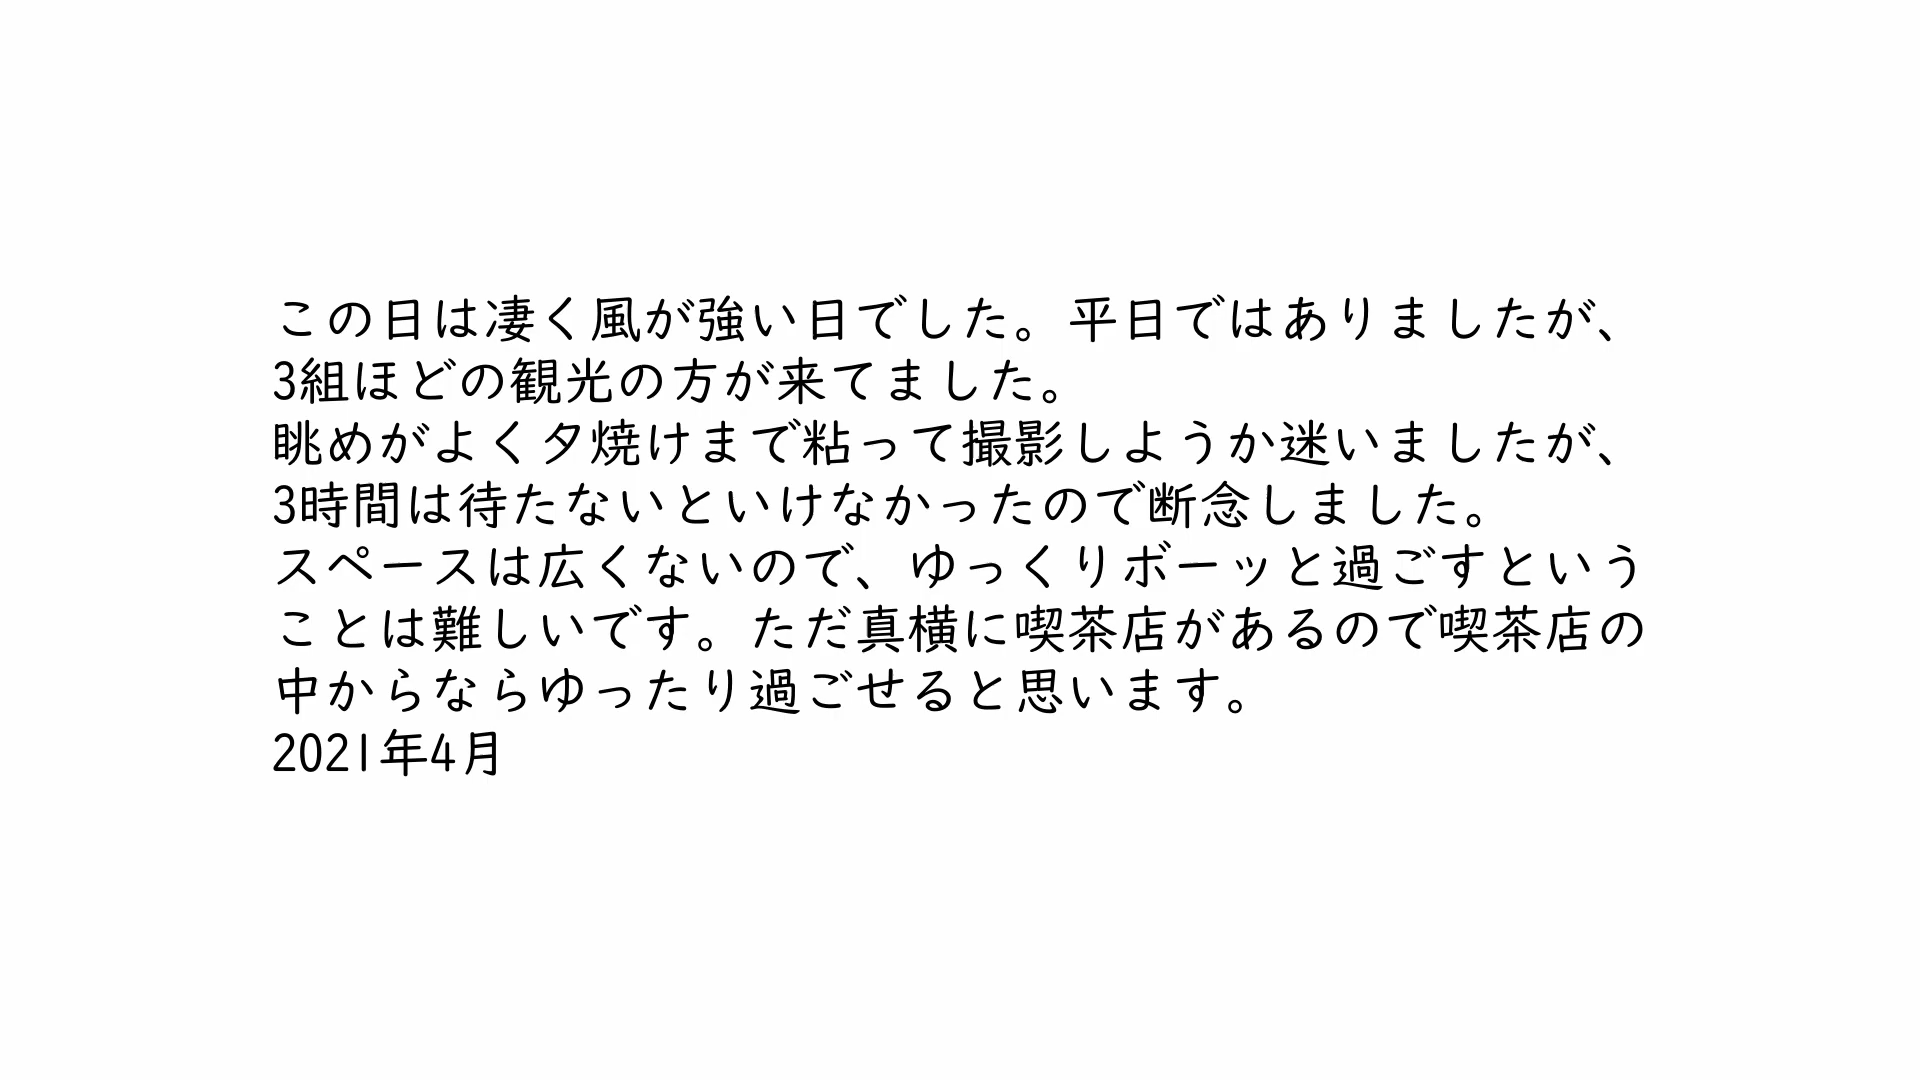 この日は凄く風が強い日でした。平日ではありましたが、
3組ほどの観光の方が来てました。
眺めがよく夕焼けまで粘って撮影しようか迷いましたが、
3時間は待たないといけなかったので断念しました。
スペースは広くないので、ゆっくりボーッと過ごすという
ことは難しいです。ただ真横に喫茶店があるので喫茶店の
中からならゆったり過ごせると思います。
2021年4月